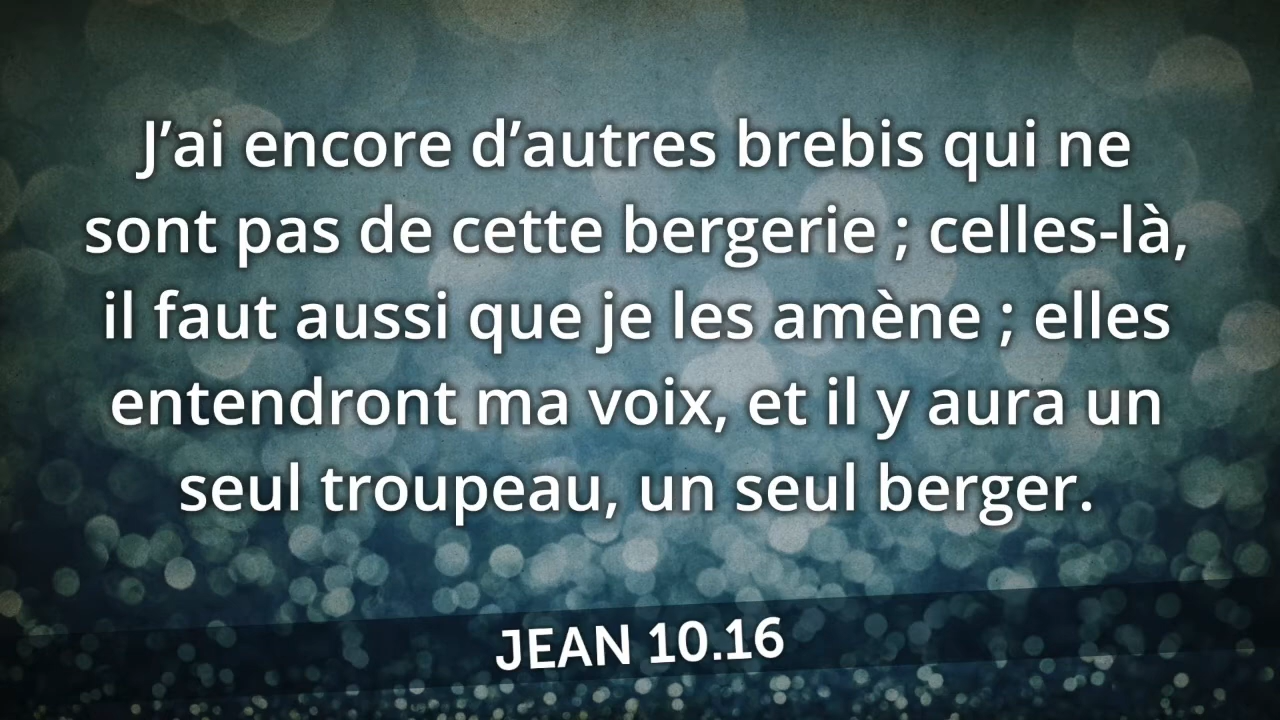 J’ai encore d’autres brebis qui ne
sont pas de cette bergerie ; celles-là,
il faut aussi que je les amène ; elles
entendront ma voix, et il y aura un
seul troupeau, un seul berger.
JEAN 10.16